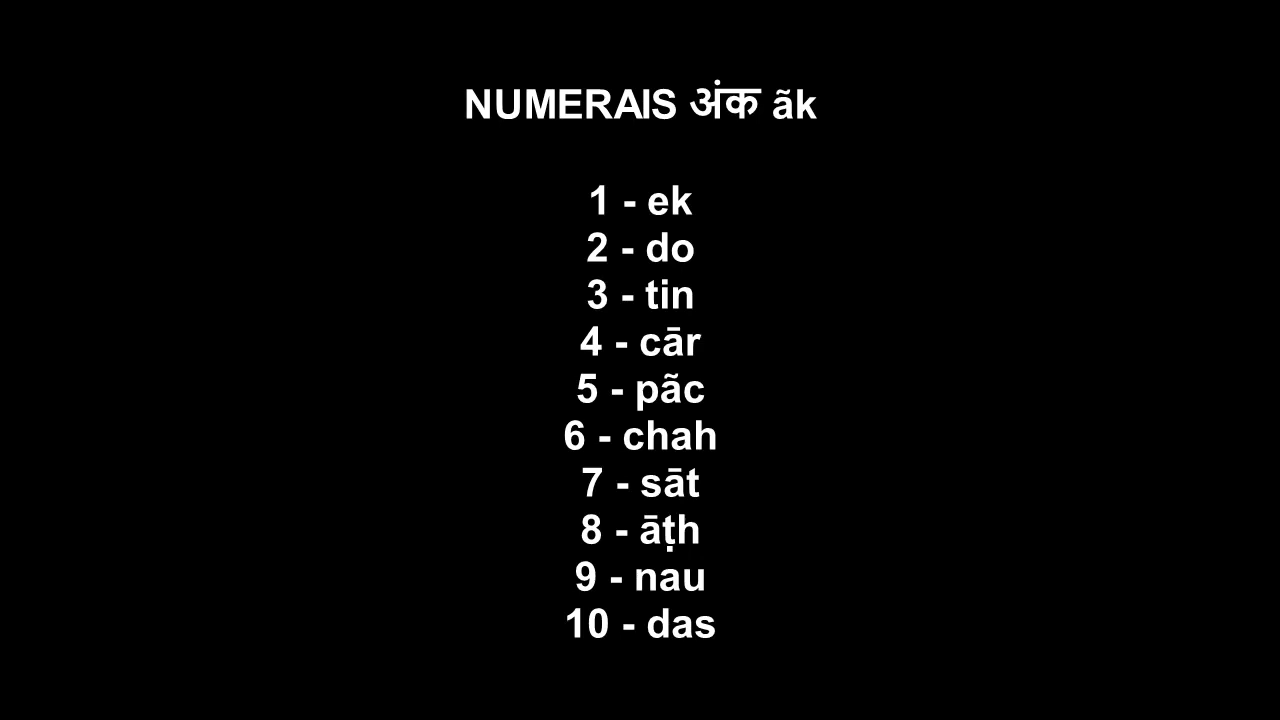 NUMERAIS अंक ãk
1 - ek
2 - do
3 - tin
4 - cār
5 - pãc
6 - chah
7 - sāt
8 - āṭh
9 - nau
10 - das